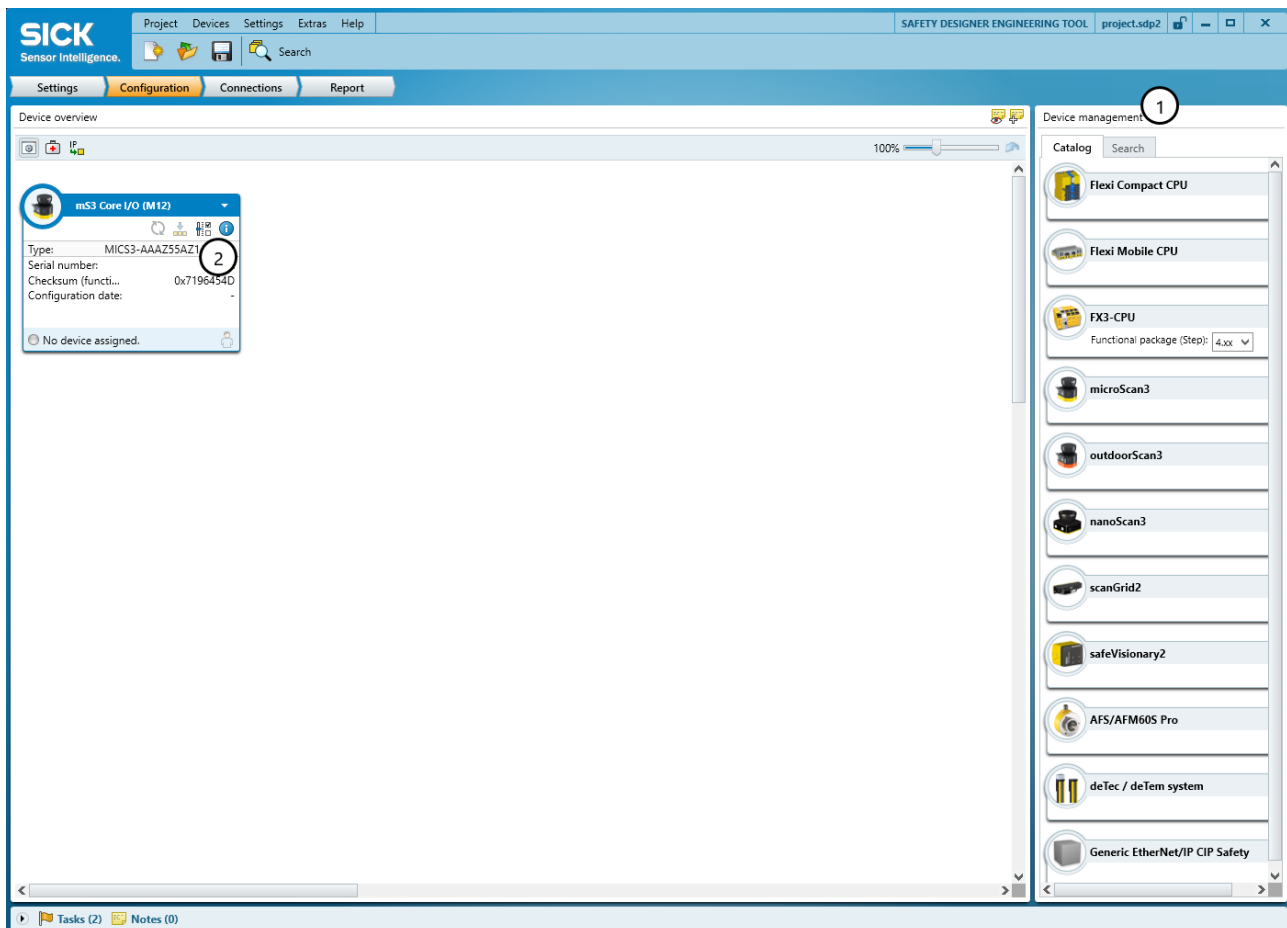 SICK
Sensor Intelligence.
Project Devices Settings Extras Help
SAFETY DESIGNER ENGINEERING TOOL project.sdp2
Search
Settings Configuration Connections Report
Device overview
100%
mS3 Core I/O (M12)
Type: MICS3-AAAZ55AZ1
Serial number:
Checksum (functi... 0x7196454D
Configuration date: -
No device assigned.
2
1
Device management
Catalog Search
Flexi Compact CPU
Flexi Mobile CPU
FX3-CPU
Functional package (Step): 4.xx
microScan3
outdoorScan3
nanoScan3
scanGrid2
safeVisionary2
AFS/AFM60S Pro
deTec / deTem system
Generic EtherNet/IP CIP Safety
Tasks (2) Notes (0)